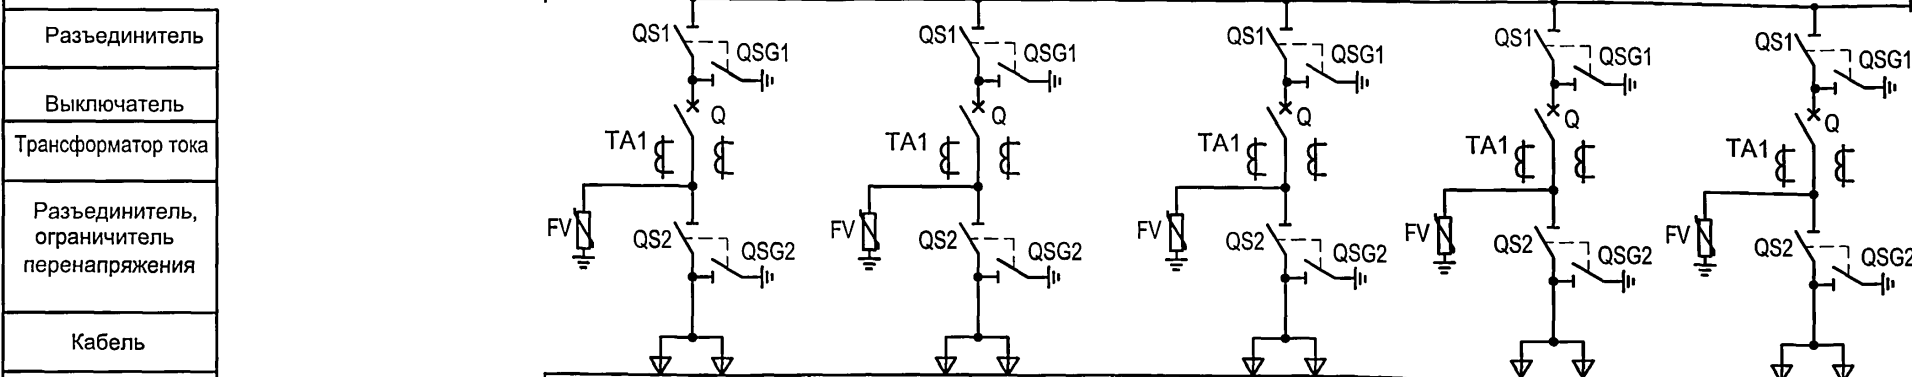 Разъединитель
Выключатель
Трансформатор тока
Разъединитель,
ограничитель
перенапряжения
Кабель
QS1 QSG1 QS1 QSG1 QS1 QSG1 QS1 QSG1 QS1 QSG1
Q Q Q Q Q
TA1 TA1 TA1 TA1 TA1
FV QS2 QSG2 FV QS2 QSG2 FV QS2 QSG2 FV QS2 QSG2 FV QS2 QSG2